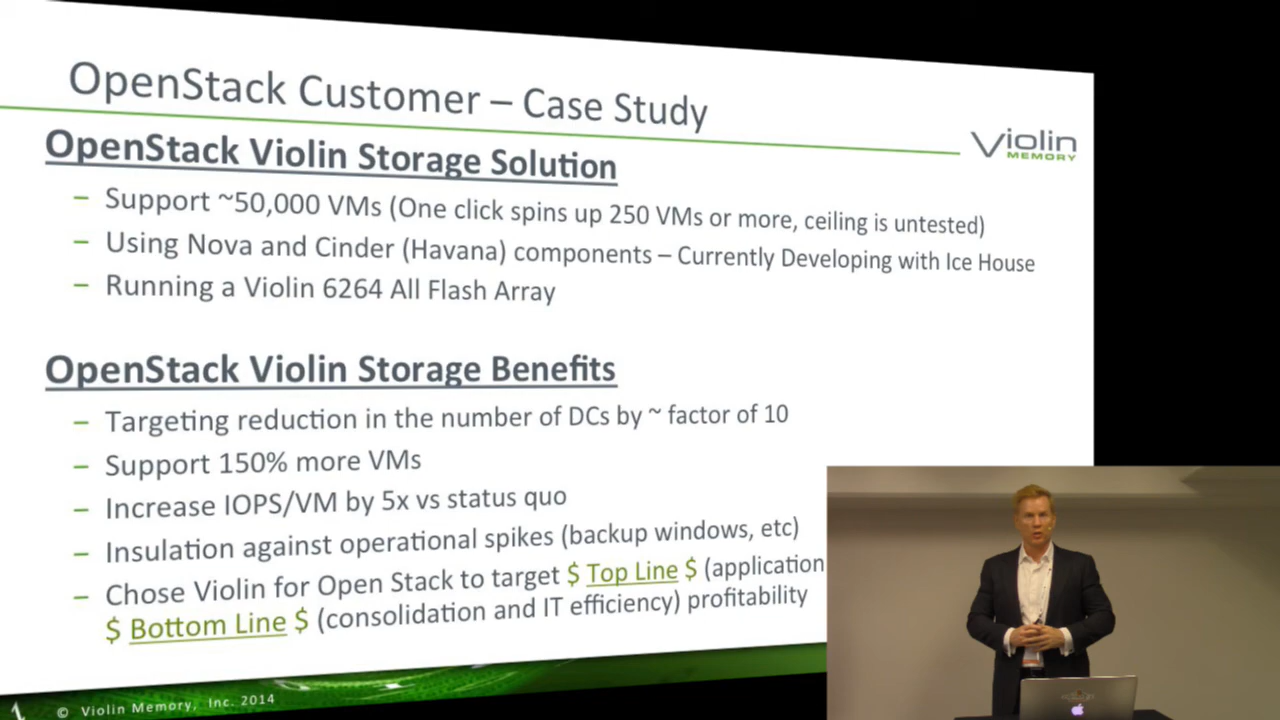 OpenStack Customer – Case Study
Violin
MEMORY
OpenStack Violin Storage Solution
– Support ~50,000 VMs (One click spins up 250 VMs or more, ceiling is untested)
– Using Nova and Cinder (Havana) components – Currently Developing with Ice House
– Running a Violin 6264 All Flash Array
OpenStack Violin Storage Benefits
– Targeting reduction in the number of DCs by ~ factor of 10
– Support 150% more VMs
– Increase IOPS/VM by 5x vs status quo
– Insulation against operational spikes (backup windows, etc)
– Chose Violin for Open Stack to target $ Top Line $ (application
$ Bottom Line $ (consolidation and IT efficiency) profitability
© Violin Memory, Inc. 2014